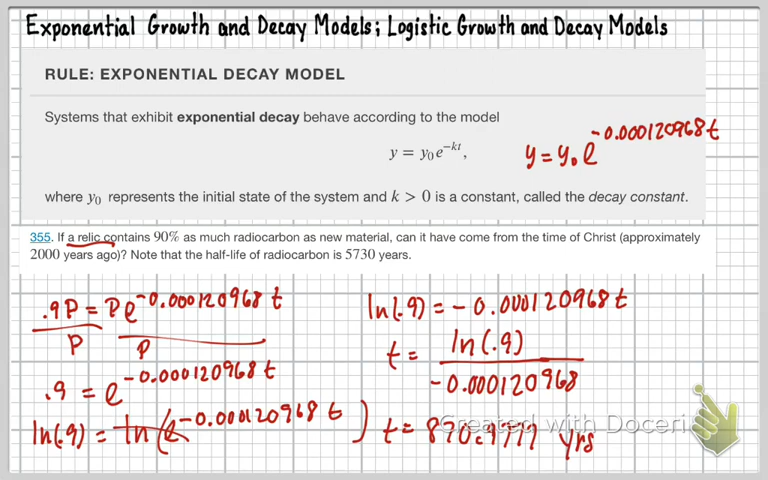 Exponential Growth and Decay Models; Logistic Growth and Decay Models
RULE: EXPONENTIAL DECAY MODEL
Systems that exhibit exponential decay behave according to the model
y = y₀e^{−kt},
y = y₀ e^{-0.000120968t}
where y₀ represents the initial state of the system and k > 0 is a constant, called the decay constant.
355. If a relic contains 90% as much radiocarbon as new material, can it have come from the time of Christ (approximately
2000 years ago)? Note that the half-life of radiocarbon is 5730 years.
.9P = Pe^{-0.000120968t}
P P
.9 = e^{-0.000120968t}
ln(.9) = ln(e^{-0.000120968t})
ln(.9) = -0.000120968t
t = ln(.9)
-0.000120968
t = 870.9777 yrs
Created with Doceri